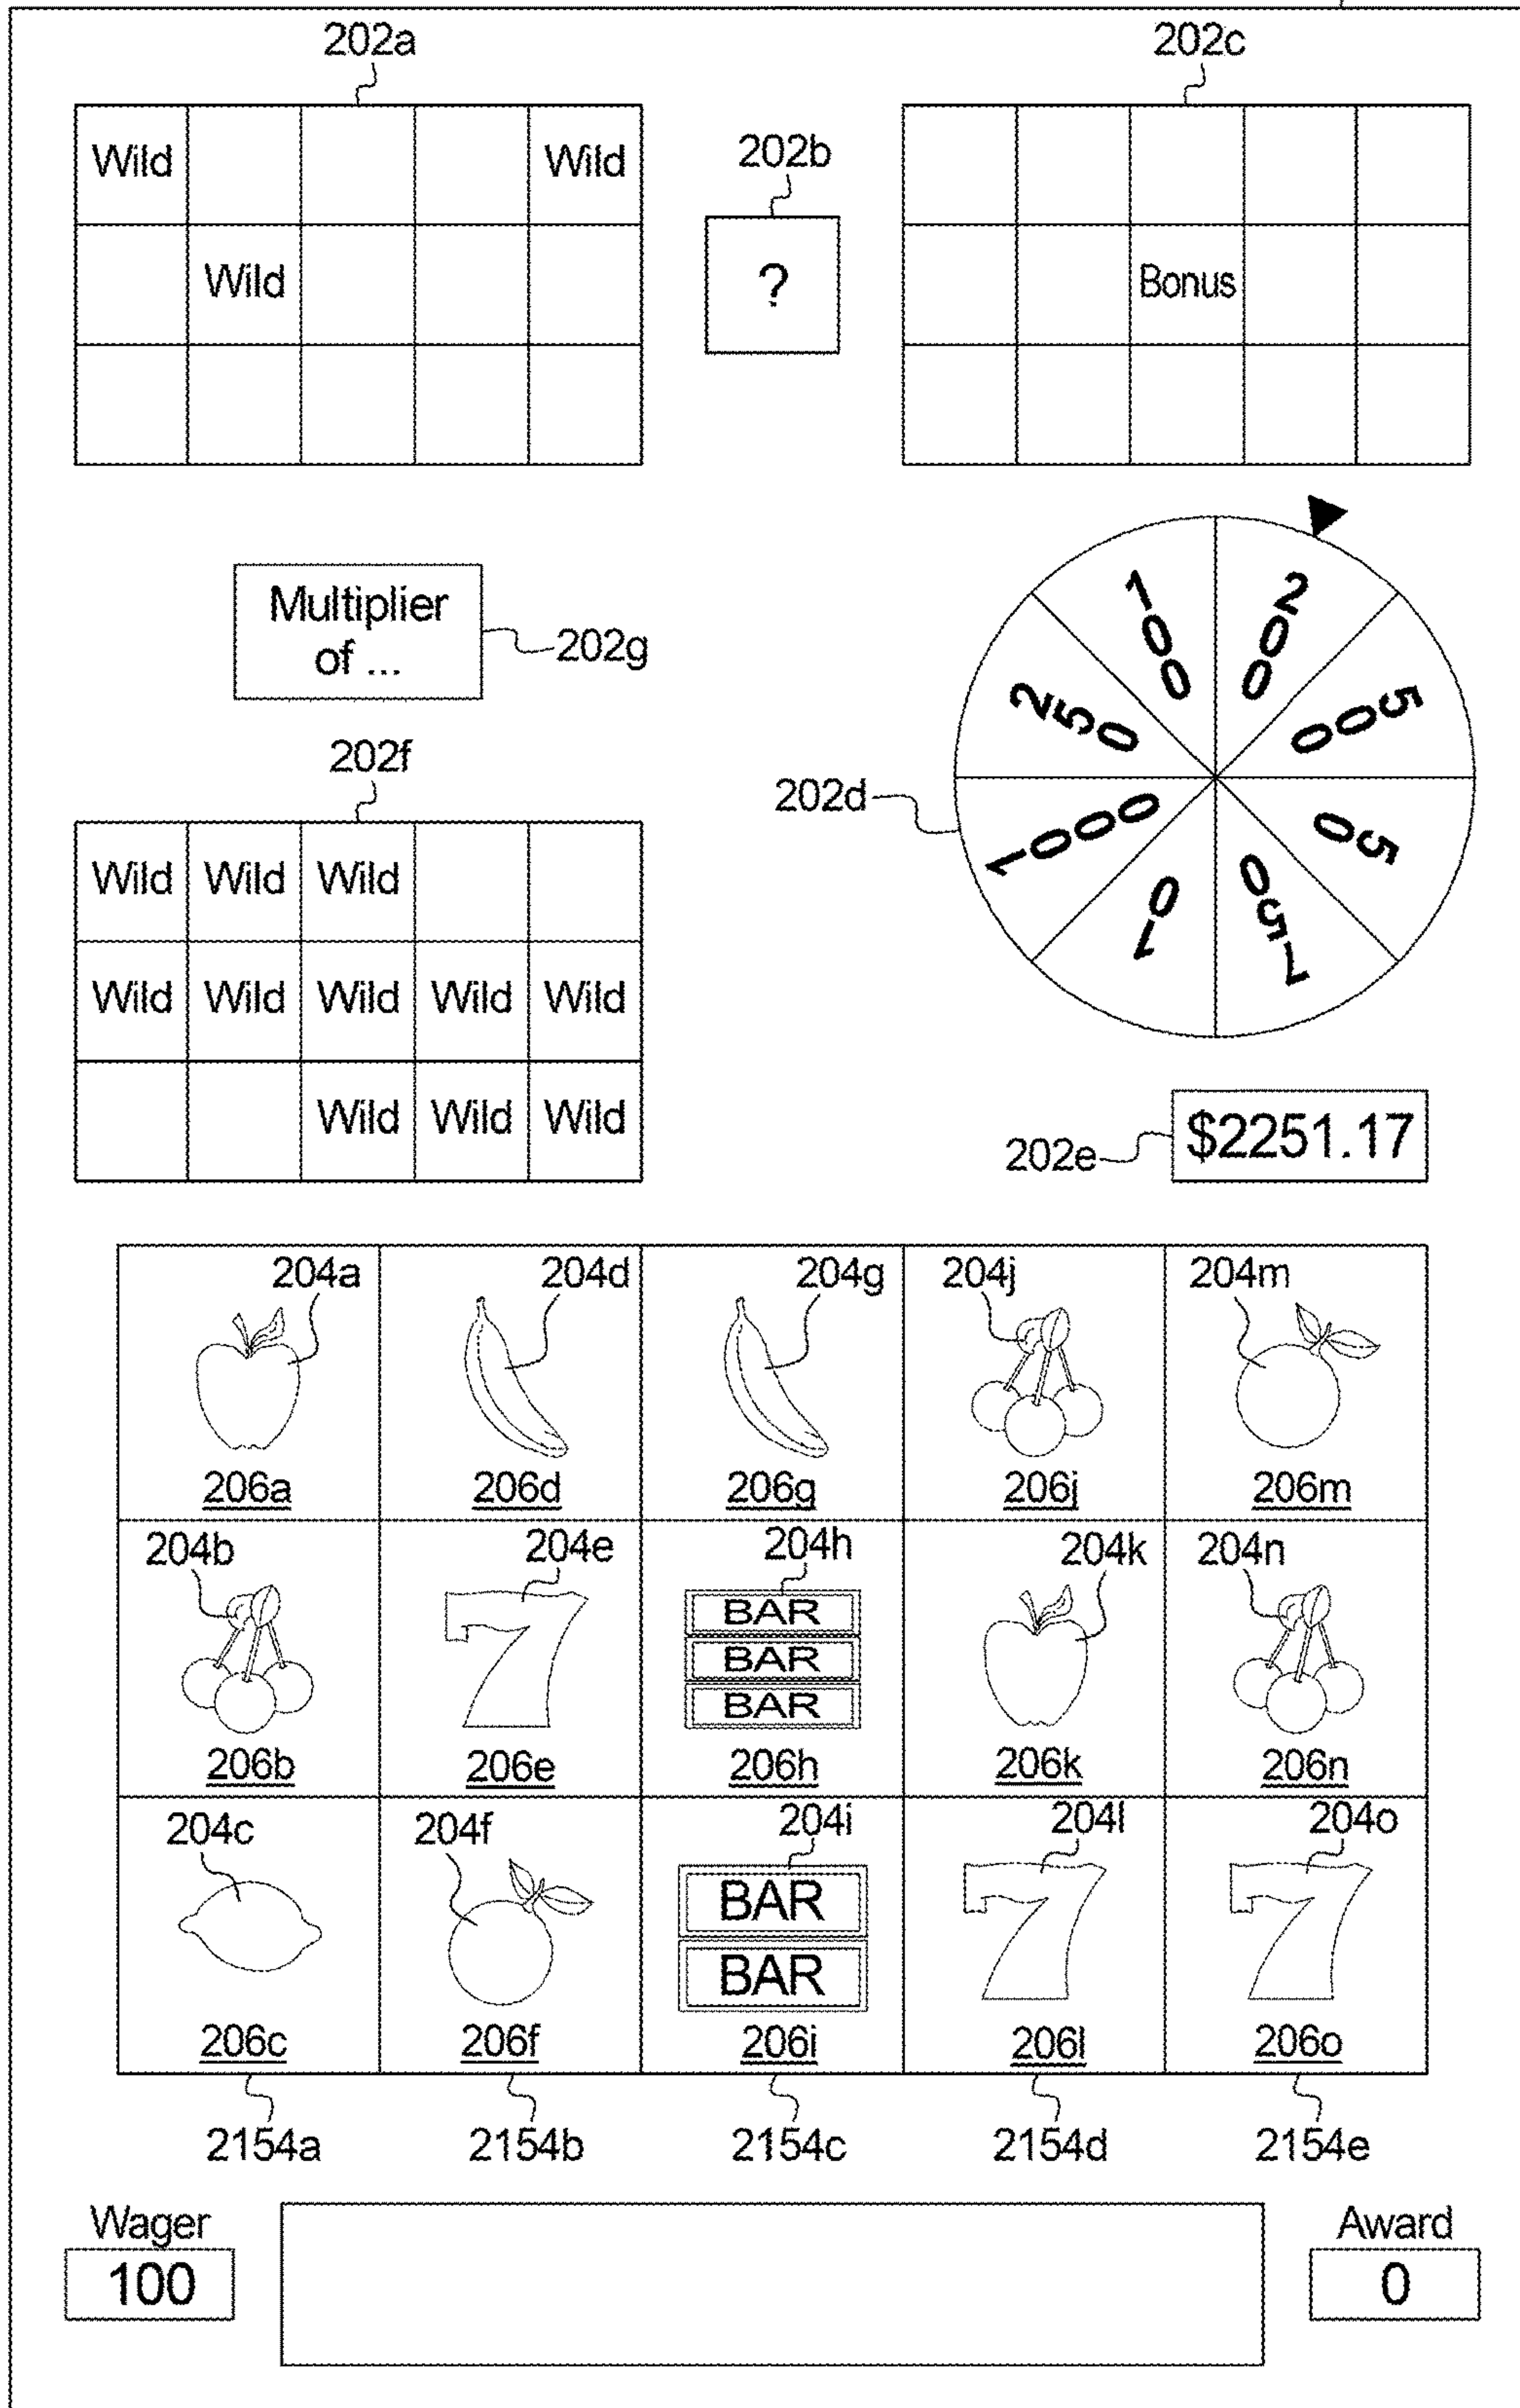 202a
202c
Wild Wild
202b
Wild
?
Bonus
Multiplier
of ...
202g
100
200
250
500
202f
202d
1000
50
10
750
Wild Wild Wild
Wild Wild Wild Wild Wild
Wild Wild Wild
202e
$2251.17
204a 204d 204g 204j 204m
206a 206d 206g 206j 206m
204b 204e 204h 204k 204n
BAR
7
BAR
BAR
206b 206e 206h 206k 206n
204c 204f 204i 204l 204o
BAR
7 7
BAR
206c 206f 206i 206l 206o
2154a 2154b 2154c 2154d 2154e
Wager
Award
100
0